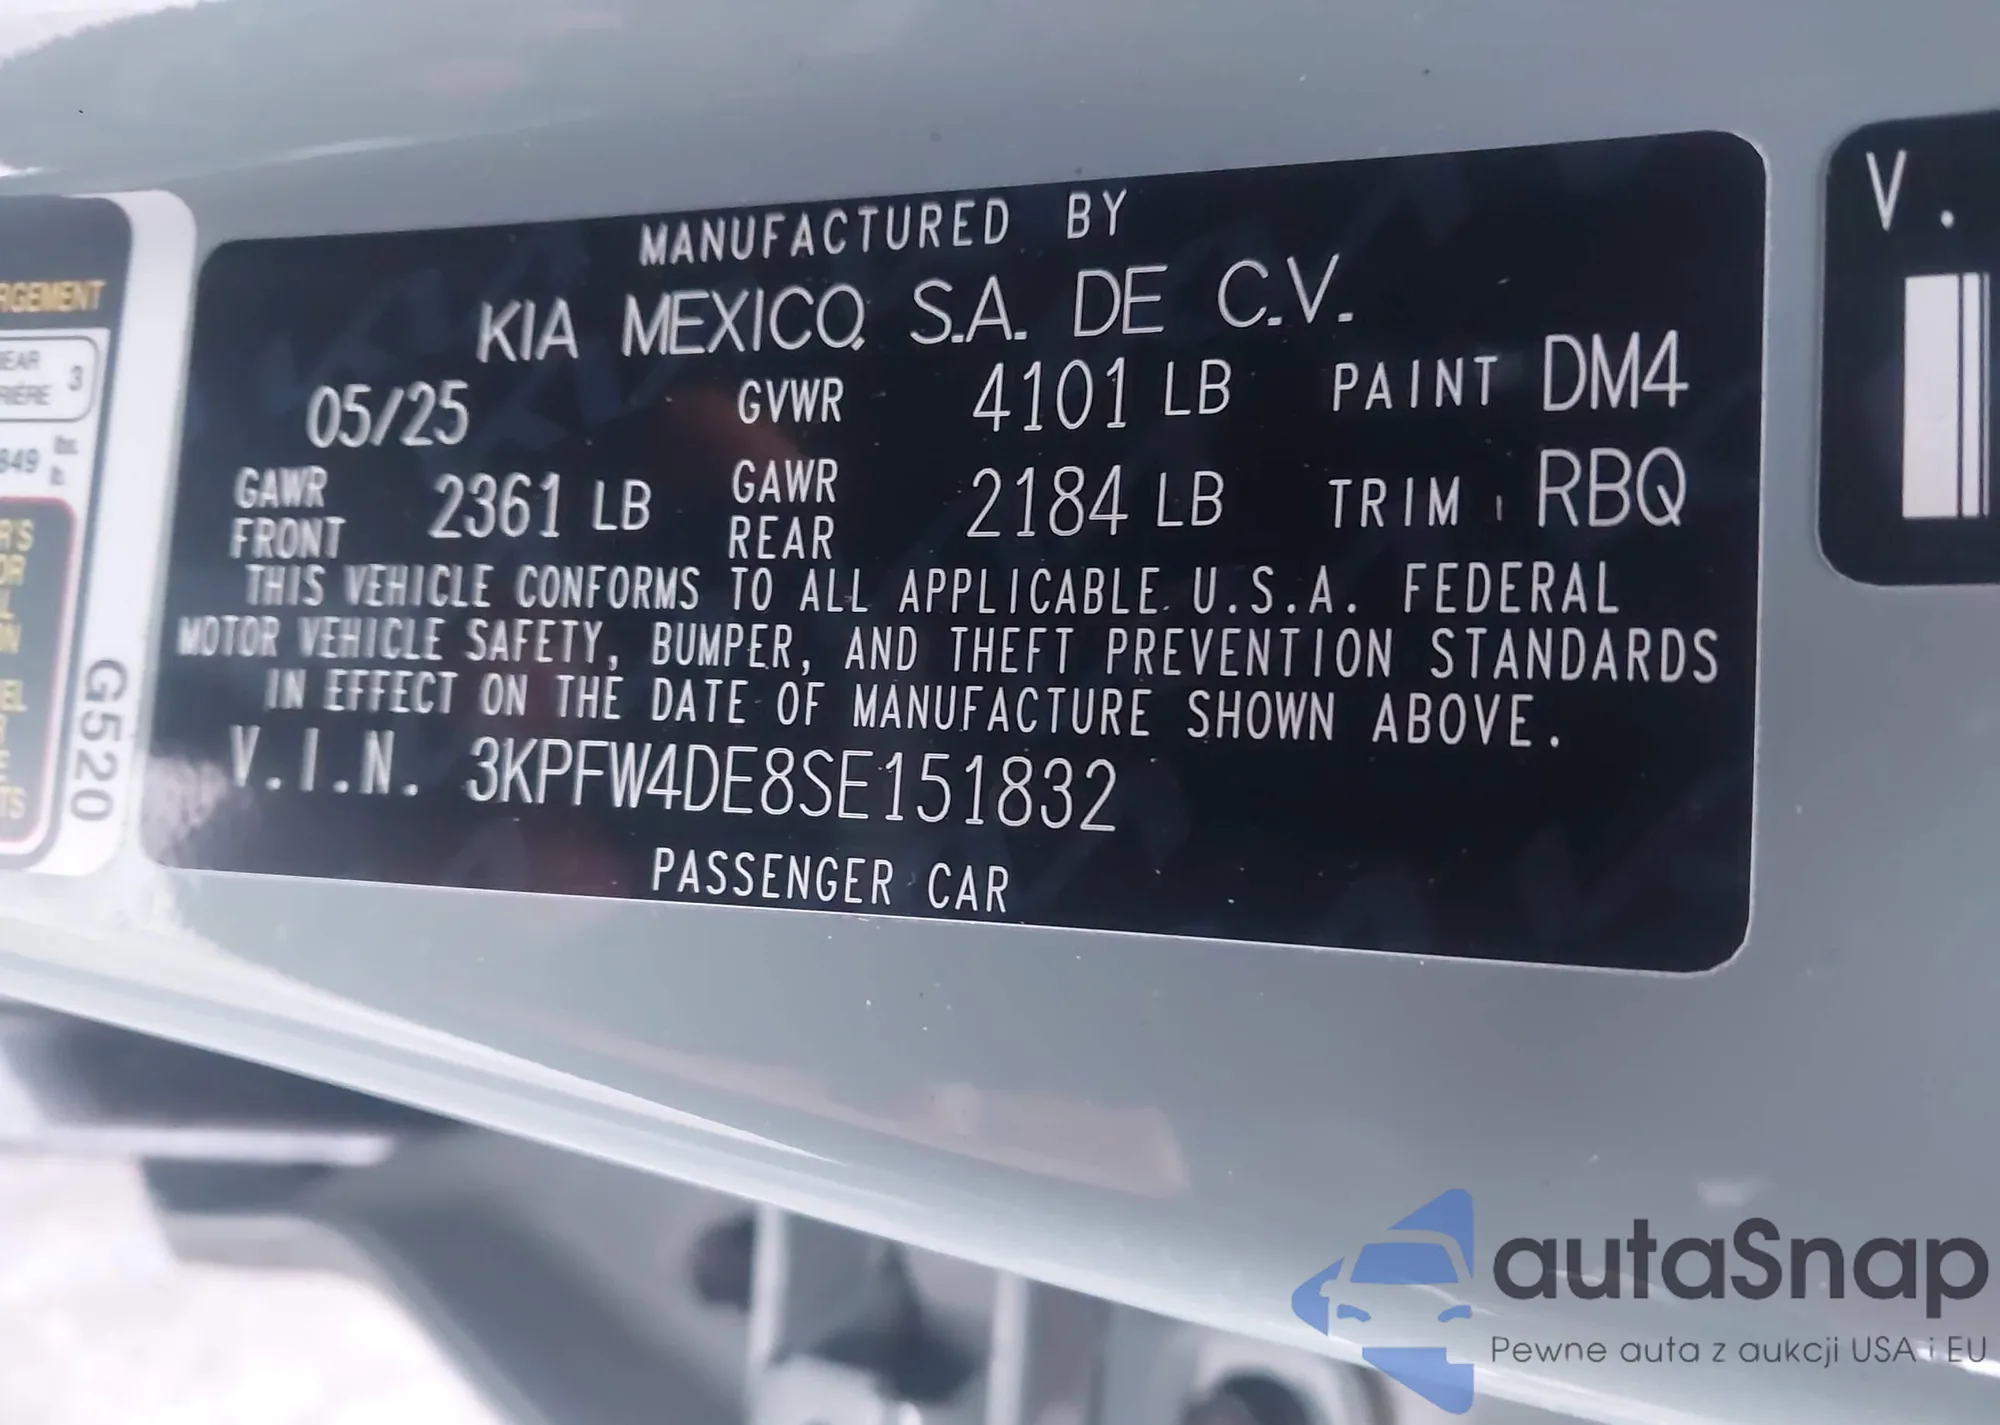 MANUFACTURED BY
KIA MEXICO, S.A. DE C.V.
05/25 GVWR 4101 LB PAINT DM4
GAWR FRONT 2361 LB GAWR REAR 2184 LB TRIM RBQ
THIS VEHICLE CONFORMS TO ALL APPLICABLE U.S.A. FEDERAL
MOTOR VEHICLE SAFETY, BUMPER, AND THEFT PREVENTION STANDARDS
IN EFFECT ON THE DATE OF MANUFACTURE SHOWN ABOVE.
V.I.N. 3KPFW4DE8SE151832
PASSENGER CAR
G520
3
V.
autaSnap
Pewne auta z aukcji USA i EU